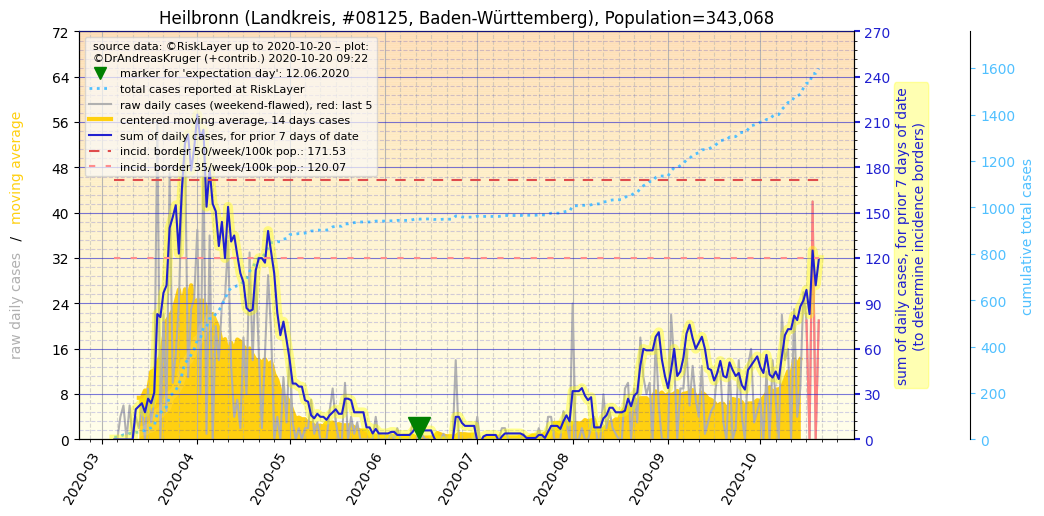 Heilbronn (Landkreis, #08125, Baden-Württemberg), Population=343,068
source data: ©RiskLayer up to 2020-10-20 – plot:
©DrAndreasKruger (+contrib.) 2020-10-20 09:22
marker for 'expectation day': 12.06.2020
total cases reported at RiskLayer
raw daily cases (weekend-flawed), red: last 5
centered moving average, 14 days cases
sum of daily cases, for prior 7 days of date
incid. border 50/week/100k pop.: 171.53
incid. border 35/week/100k pop.: 120.07
raw daily cases / moving average
72
64
56
48
40
32
24
16
8
0
2020-03
2020-04
2020-05
2020-06
2020-07
2020-08
2020-09
2020-10
270
240
210
180
150
120
90
60
30
0
sum of daily cases, for prior 7 days of date
(to determine incidence borders)
1600
1400
1200
1000
800
600
400
200
0
cumulative total cases